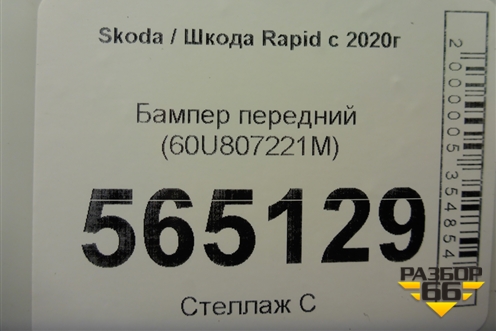 Skoda / Шкода Rapid с 2020г
Бампер передний
(60U807221M)
565129
Стеллаж С
2000005354854
РАЗБОР
66